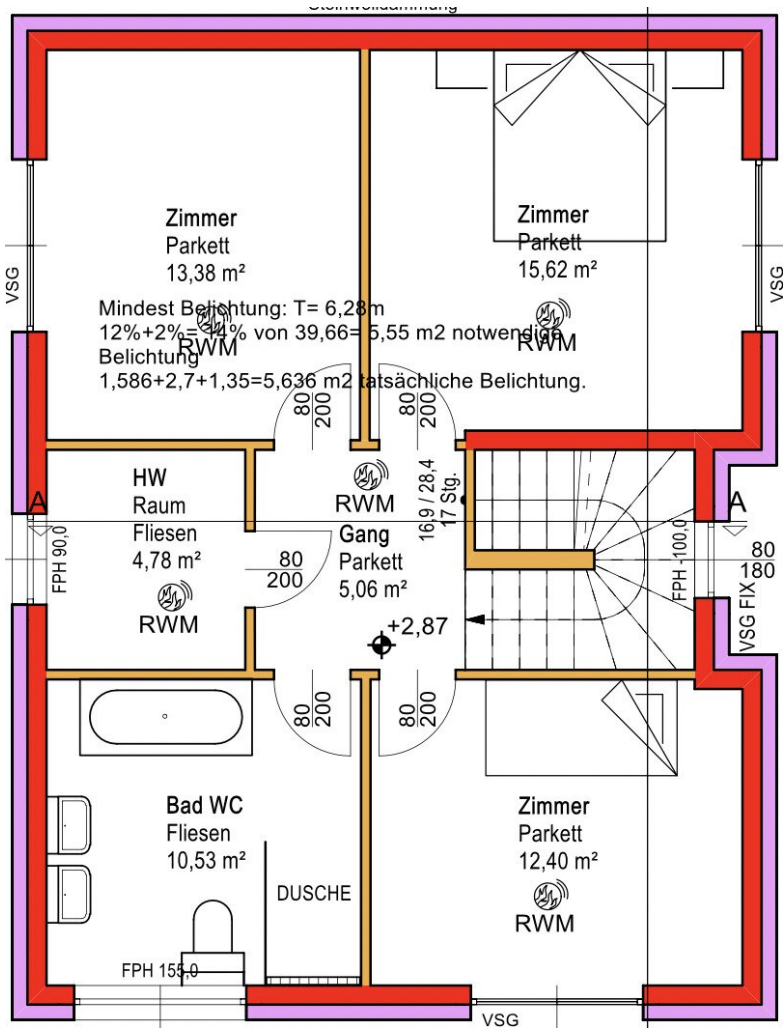 Steinwolldämmung
Zimmer
Parkett
13,38 m²
Zimmer
Parkett
15,62 m²
VSG
VSG
Mindest Belichtung: T= 6,28m
12%+2%= 14% von 39,66= 5,55 m2 notwendige
Belichtung
1,586+2,7+1,35=5,636 m2 tatsächliche Belichtung.
RWM
RWM
80
200
80
200
16,9 / 28,4
17 Stg.
A
HW
Raum
Fliesen
4,78 m²
RWM
FPH 90,0
80
200
RWM
Gang
Parkett
5,06 m²
+2,87
FPH -100,0
A
80
180
VSG FIX
80
200
80
200
Bad WC
Fliesen
10,53 m²
DUSCHE
FPH 155,0
Zimmer
Parkett
12,40 m²
RWM
VSG